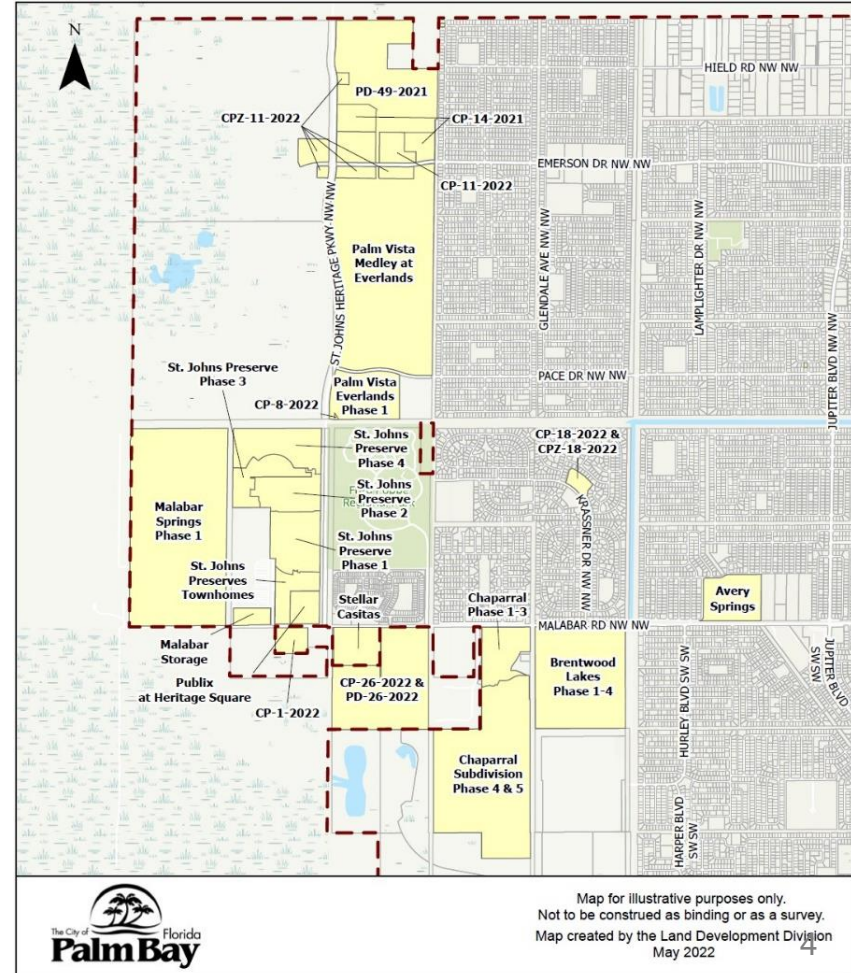 N
HIELD RD NW NW
PD-49-2021
CPZ-11-2022
CP-14-2021
EMERSON DR NW NW
CP-11-2022
ST. JOHNS HERITAGE PKWY NW NW
GLENDALE AVE NW NW
LAMPLIGHTER DR NW NW
JUPITER BLVD NW NW
Palm Vista
Medley at
Everlands
St. Johns Preserve
Phase 3
Palm Vista
Everlands
Phase 1
PACE DR NW NW
CP-8-2022
St. Johns
Preserve
Phase 4
CP-18-2022 &
CPZ-18-2022
KRASSNER DR NW NW
Malabar
Springs
Phase 1
St. Johns
Preserve
Phase 2
St. Johns
Preserve
Phase 1
St. Johns
Preserves
Townhomes
Stellar
Casitas
Chaparral
Phase 1-3
Avery
Springs
MALABAR RD NW NW
Malabar
Storage
Publix
at Heritage Square
CP-1-2022
CP-26-2022 &
PD-26-2022
Brentwood
Lakes
Phase 1-4
HURLEY BLVD SW SW
JUPITER BLVD
SW SW
Chaparral
Subdivision
Phase 4 & 5
HARPER BLVD
SW SW
The City of
Florida
Palm Bay
Map for illustrative purposes only.
Not to be construed as binding or as a survey.
Map created by the Land Development Division
May 2022
4